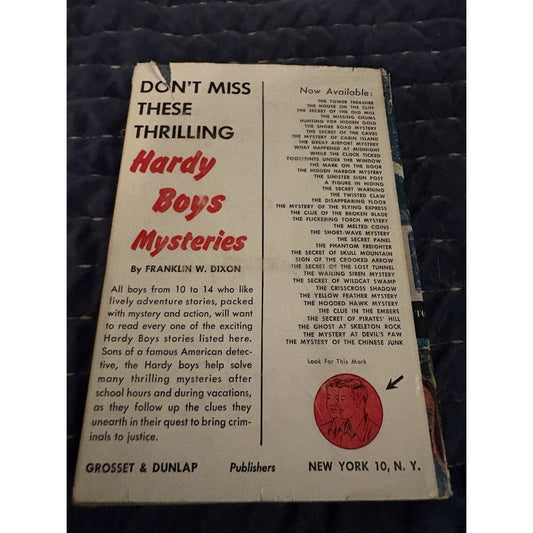 DON'T MISS
THESE
THRILLING
Hardy
Boys
Mysteries
By FRANKLIN W. DIXON
All boys from 10 to 14 who like
lively adventure stories, packed
with mystery and action, will want
to read every one of the exciting
Hardy Boys stories listed here.
Sons of a famous American detec-
tive, the Hardy boys help solve
many thrilling mysteries after
school hours and during vacations,
as they follow up the clues they
unearth in their quest to bring crim-
inals to justice.
Now Available:
THE TOWER TREASURE
THE HOUSE ON THE CLIFF
THE SECRET OF THE OLD MILL
THE MISSING CHUMS
HUNTING FOR HIDDEN GOLD
THE SHORE ROAD MYSTERY
THE SECRET OF THE CAVES
THE MYSTERY OF CABIN ISLAND
THE GREAT AIRPORT MYSTERY
WHAT HAPPENED AT MIDNIGHT
WHILE THE CLOCK TICKED
FOOTPRINTS UNDER THE WINDOW
THE MARK ON THE DOOR
THE HIDDEN HARBOR MYSTERY
THE SINISTER SIGN POST
A FIGURE IN HIDING
THE SECRET WARNING
THE TWISTED CLAW
THE DISAPPEARING FLOOR
THE MYSTERY OF THE FLYING EXPRESS
THE CLUE OF THE BROKEN BLADE
THE FLICKERING TORCH MYSTERY
THE MELTED COINS
THE SHORT-WAVE MYSTERY
THE SECRET PANEL
THE PHANTOM FREIGHTER
THE SECRET OF SKULL MOUNTAIN
SIGN OF THE CROOKED ARROW
THE SECRET OF THE LOST TUNNEL
THE WAILING SIREN MYSTERY
THE SECRET OF WILDCAT SWAMP
THE CRISSCROSS SHADOW
THE YELLOW FEATHER MYSTERY
THE HOODED HAWK MYSTERY
THE CLUE IN THE EMBERS
THE SECRET OF PIRATES' HILL
THE GHOST AT SKELETON ROCK
THE MYSTERY AT DEVIL'S PAW
THE MYSTERY OF THE CHINESE JUNK
Look For This Mark
GROSSET & DUNLAP Publishers NEW YORK 10, N. Y.